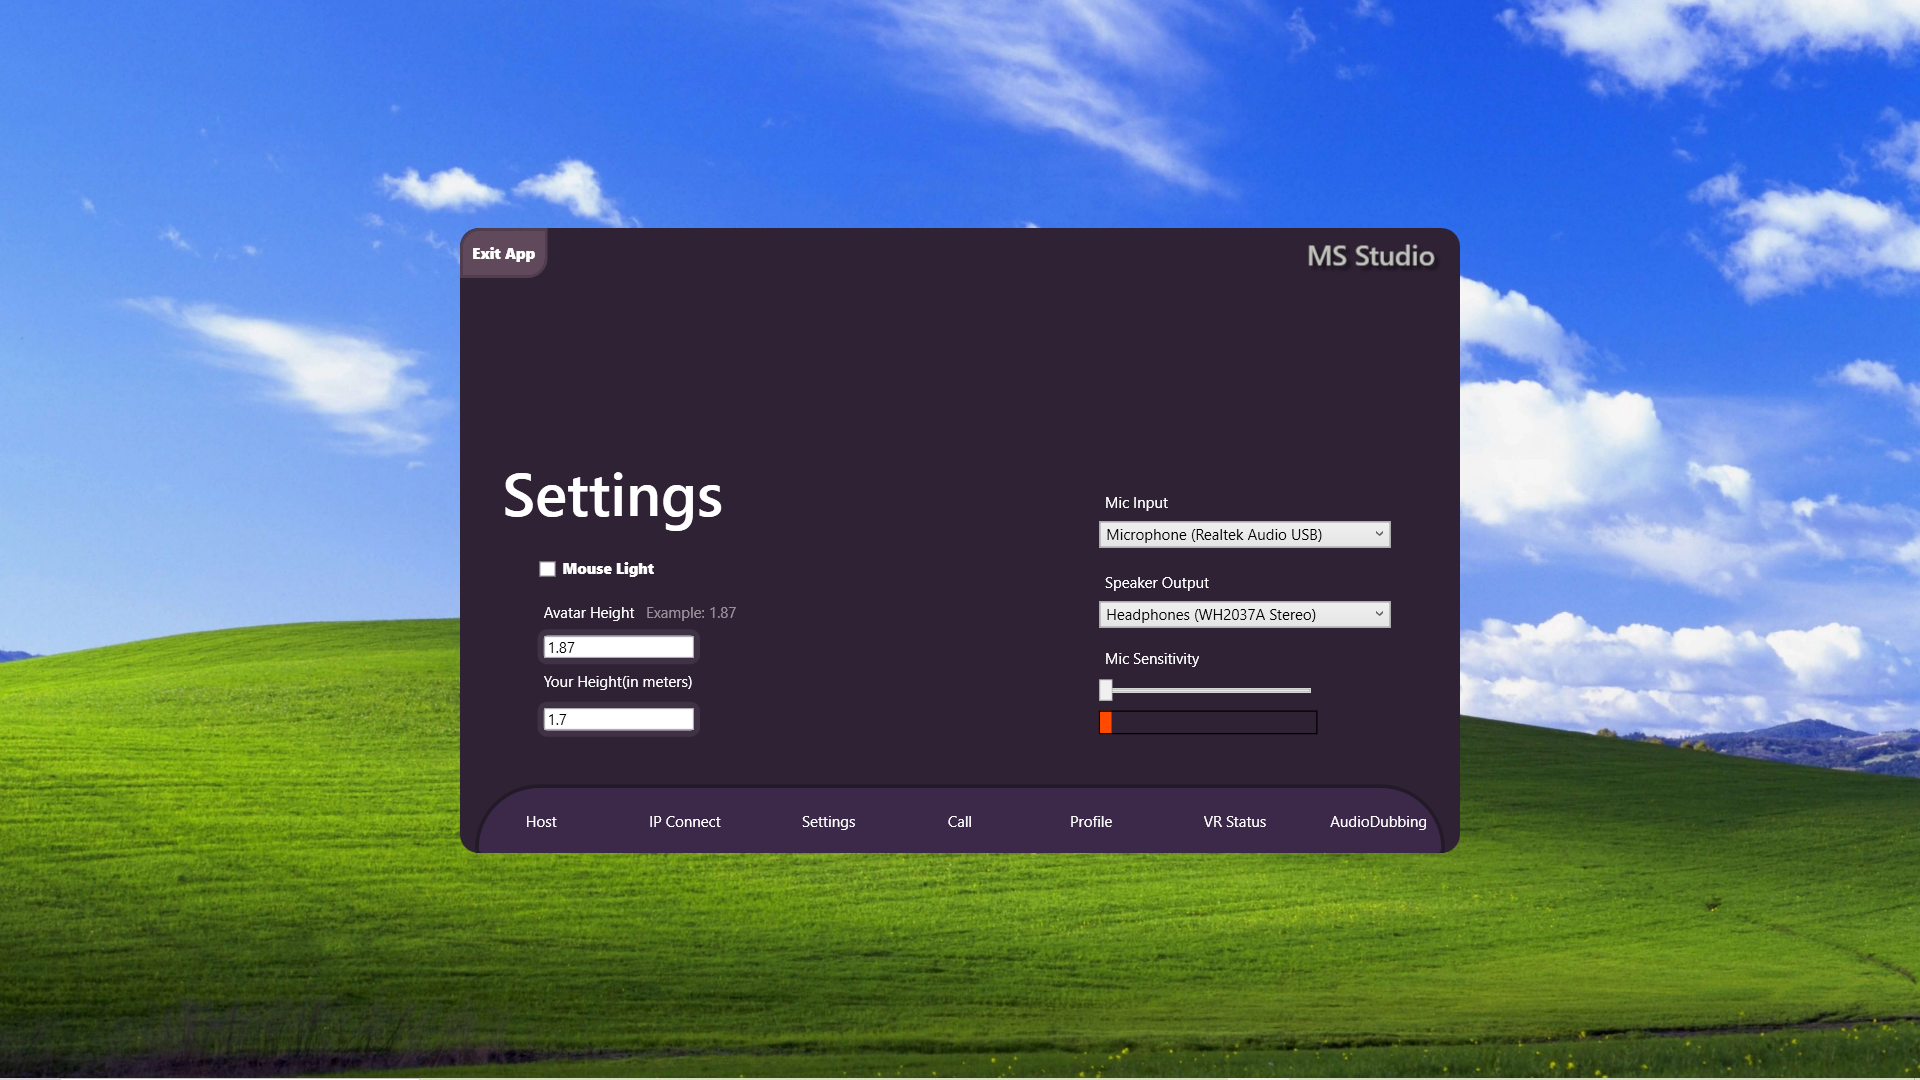 Exit App
MS Studio
Settings
Mouse Light
Avatar Height Example: 1.87
1.87
Your Height(in meters)
1.7
Mic Input
Microphone (Realtek Audio USB)
Speaker Output
Headphones (WH2037A Stereo)
Mic Sensitivity
Host IP Connect Settings Call Profile VR Status AudioDubbing